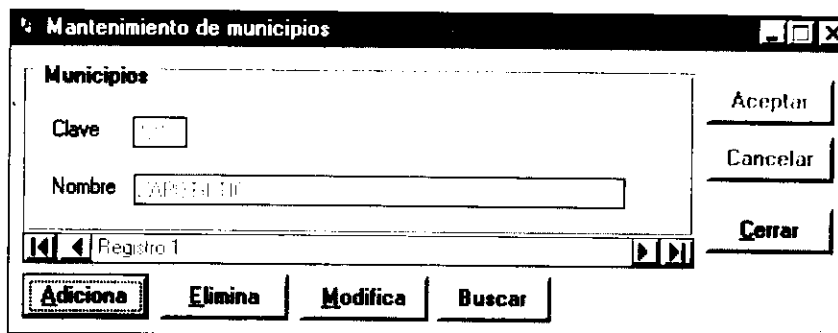 Mantenimiento de municipios
Municipios
Clave
Nombre
Registro 1
Aceptar
Cancelar
Cerrar
Adiciona Elimina Modifica Buscar